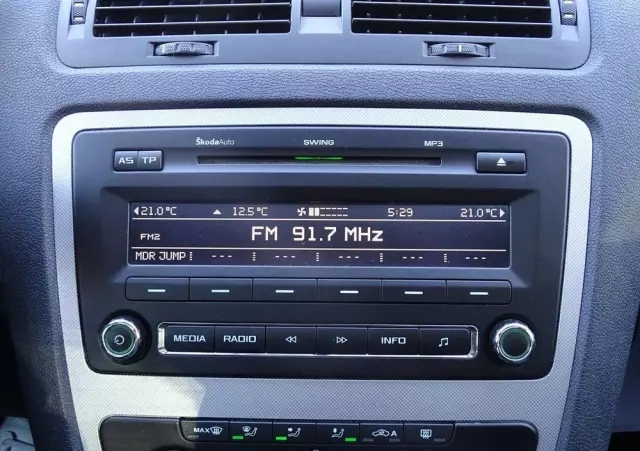 ŠkodaAuto SWING MP3
AS TP
21.0°C 12.5°C 5:29 21.0°C
FM2 FM 91.7 MHz
MDR JUMP --- --- --- --- ---
MEDIA RADIO INFO
MAX A